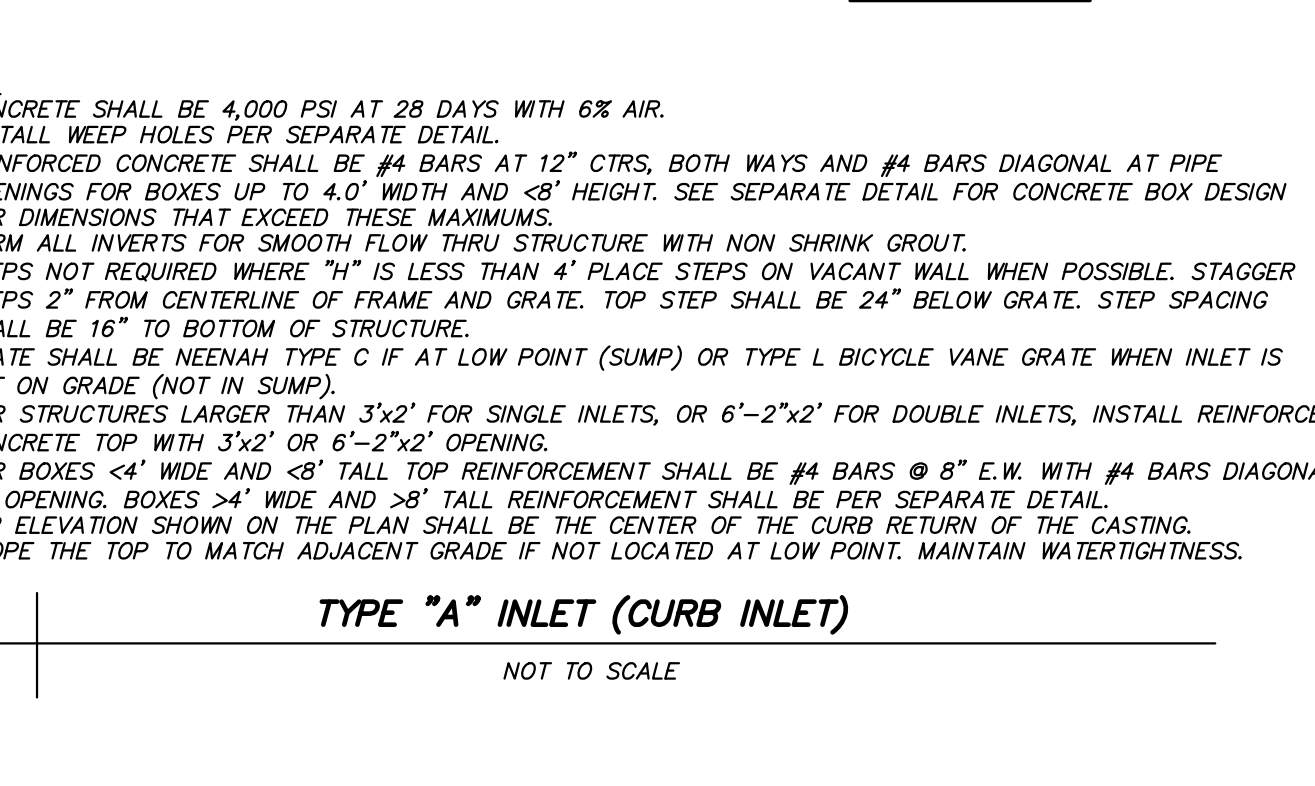 NCRETE SHALL BE 4,000 PSI AT 28 DAYS WITH 6% AIR.
TALL WEEP HOLES PER SEPARATE DETAIL.
NFORCED CONCRETE SHALL BE #4 BARS AT 12" CTRS, BOTH WAYS AND #4 BARS DIAGONAL AT PIPE
ENINGS FOR BOXES UP TO 4.0' WIDTH AND <8' HEIGHT. SEE SEPARATE DETAIL FOR CONCRETE BOX DESIGN
R DIMENSIONS THAT EXCEED THESE MAXIMUMS.
RM ALL INVERTS FOR SMOOTH FLOW THRU STRUCTURE WITH NON SHRINK GROUT.
EPS NOT REQUIRED WHERE "H" IS LESS THAN 4' PLACE STEPS ON VACANT WALL WHEN POSSIBLE. STAGGER
EPS 2" FROM CENTERLINE OF FRAME AND GRATE. TOP STEP SHALL BE 24" BELOW GRATE. STEP SPACING
ALL BE 16" TO BOTTOM OF STRUCTURE.
ATE SHALL BE NEENAH TYPE C IF AT LOW POINT (SUMP) OR TYPE L BICYCLE VANE GRATE WHEN INLET IS
T ON GRADE (NOT IN SUMP).
R STRUCTURES LARGER THAN 3'x2' FOR SINGLE INLETS, OR 6'–2"x2' FOR DOUBLE INLETS, INSTALL REINFORCE
NCRETE TOP WITH 3'x2' OR 6'–2"x2' OPENING.
R BOXES <4' WIDE AND <8' TALL TOP REINFORCEMENT SHALL BE #4 BARS @ 8" E.W. WITH #4 BARS DIAGONA
OPENING. BOXES >4' WIDE AND >8' TALL REINFORCEMENT SHALL BE PER SEPARATE DETAIL.
ELEVATION SHOWN ON THE PLAN SHALL BE THE CENTER OF THE CURB RETURN OF THE CASTING.
OPE THE TOP TO MATCH ADJACENT GRADE IF NOT LOCATED AT LOW POINT. MAINTAIN WATERTIGHTNESS.
TYPE "A" INLET (CURB INLET)
NOT TO SCALE